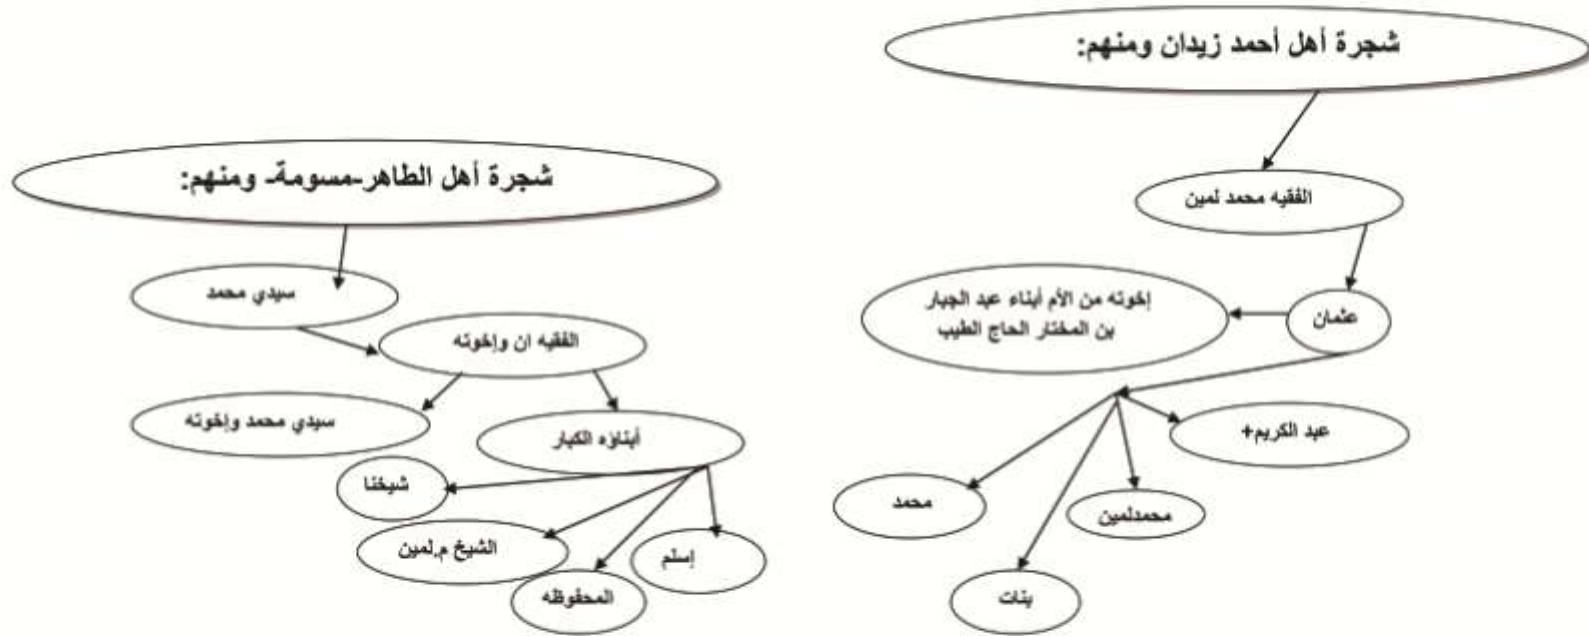 شجرة أهل أحمد زيدان ومنهم:
الفقيه محمد لمين
عثمان
إخوته من الأم أبناء عبد الجبار
بن المختار الحاج الطيب
عبد الكريم+
محمدلمين
محمد
بنات
شجرة أهل الطاهر-مسومة- ومنهم:
سيدي محمد
الفقيه ان وإخوته
سيدي محمد وإخوته
أبناؤه الكبار
شيخنا
الشيخ م.لمين
المحفوظه
إسلم